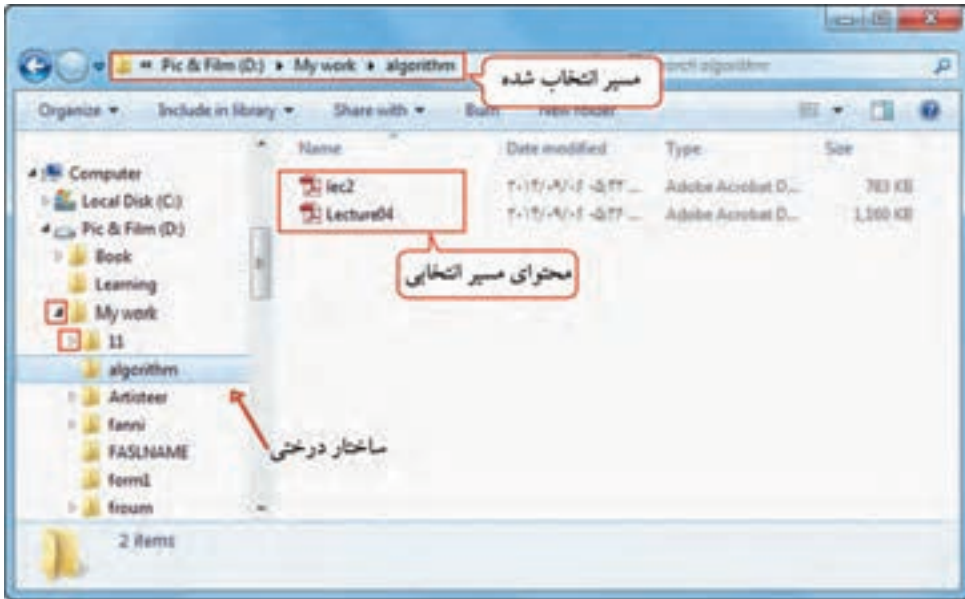 Pic & Film (D:) ▸ My work ▸ algorithm
مسیر انتخاب شده
Organize Include in library Share with Burn New folder
Name Date modified Type Size
lec2 Adobe Acrobat D... 783 KB
Lecture04 Adobe Acrobat D... 1,160 KB
محتوای مسیر انتخابی
Computer
Local Disk (C:)
Pic & Film (D:)
Book
Learning
My work
11
algorithm
Artisteer
fanni
FASLNAME
form1
froum
ساختار درختی
2 items